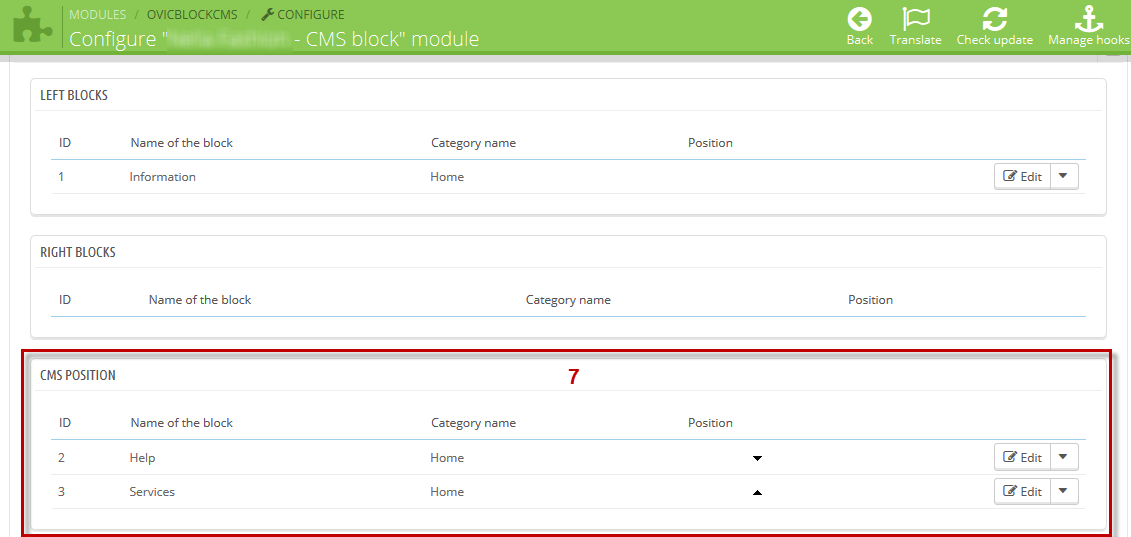 MODULES / OVICBLOCKCMS / CONFIGURE
Configure " - CMS block" module
Back Translate Check update Manage hooks
LEFT BLOCKS
ID Name of the block Category name Position
1 Information Home Edit
RIGHT BLOCKS
ID Name of the block Category name Position
CMS POSITION 7
ID Name of the block Category name Position
2 Help Home Edit
3 Services Home Edit